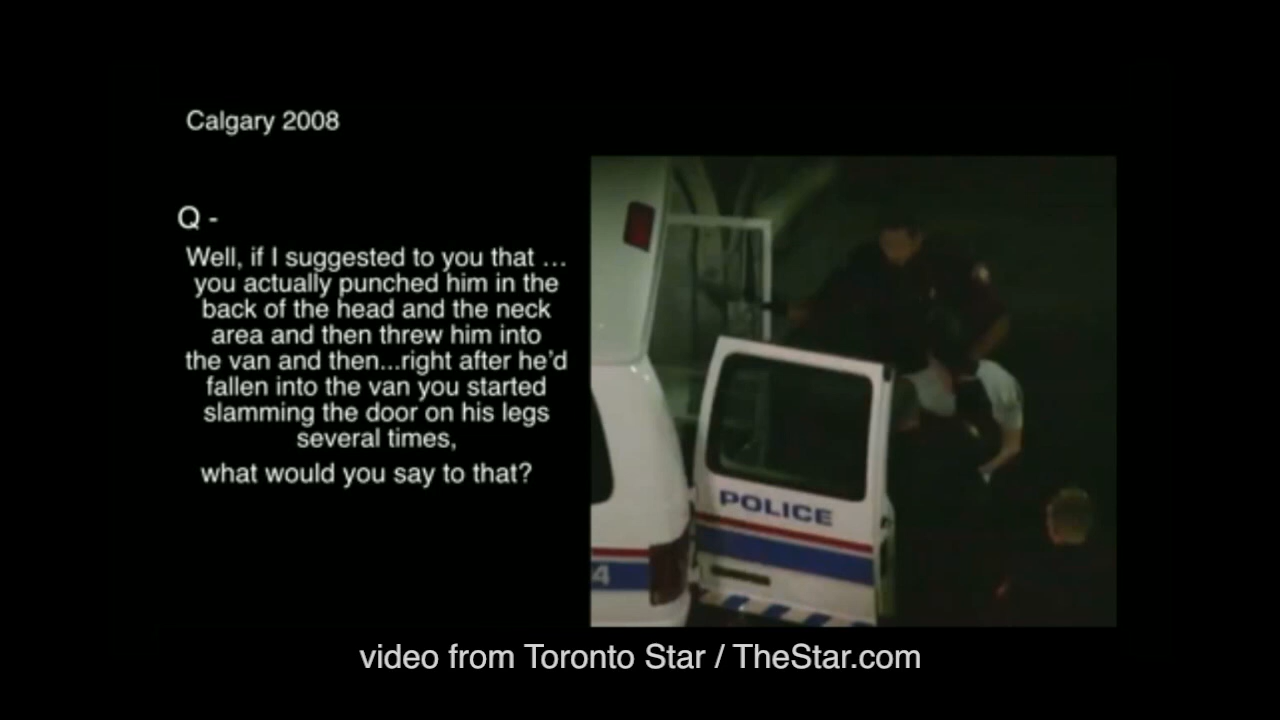 Calgary 2008
Q -
Well, if I suggested to you that ...
you actually punched him in the
back of the head and the neck
area and then threw him into
the van and then...right after he'd
fallen into the van you started
slamming the door on his legs
several times,
what would you say to that?
POLICE
4
video from Toronto Star / TheStar.com